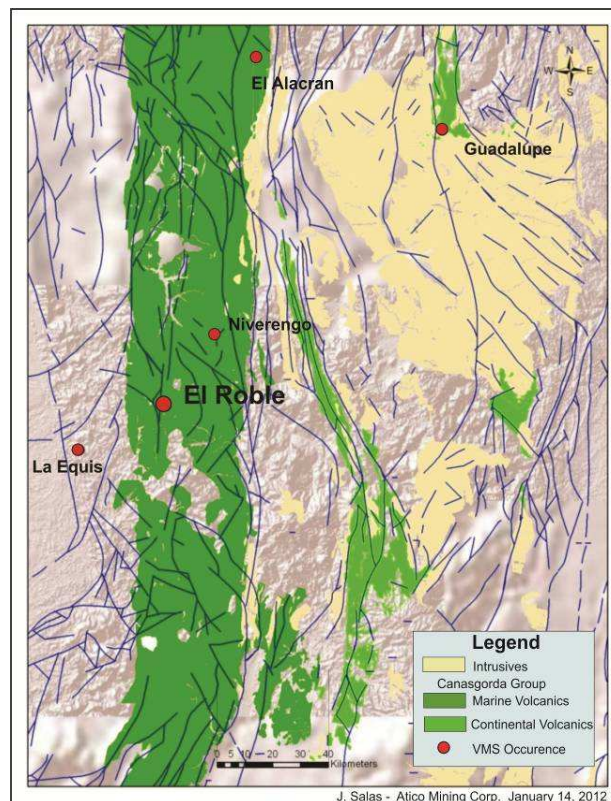 El Alacran
N
W E
S
Guadalupe
Niverengo
El Roble
La Equis
Legend
Intrusives
Canasgorda Group
Marine Volcanics
Continental Volcanics
VMS Occurence
0 5 10 20 30 40
Kilometers
J. Salas - Atico Mining Corp. January 14, 2012